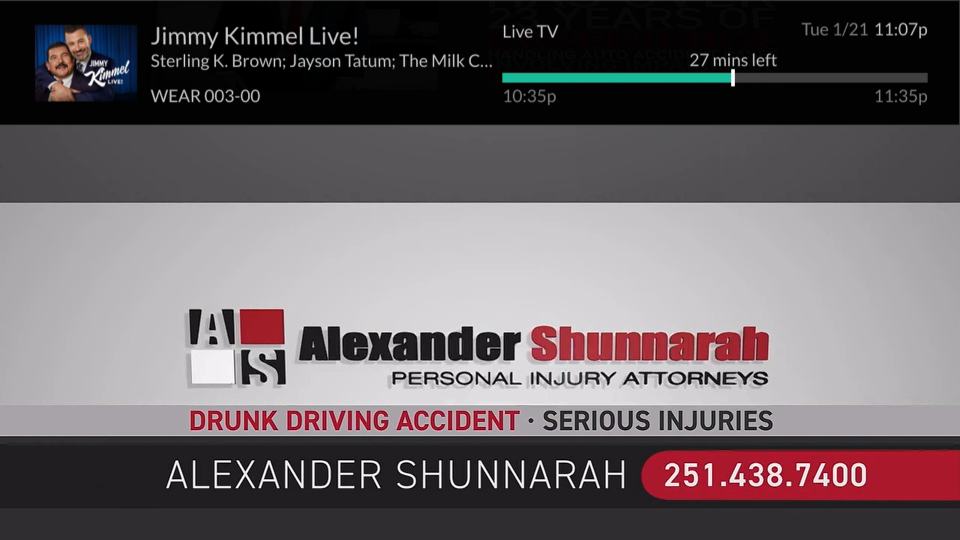 Jimmy Kimmel Live!
Sterling K. Brown; Jayson Tatum; The Milk C...
WEAR 003-00
JIMMY
Kimmel
LIVE!
Live TV
Tue 1/21 11:07p
27 mins left
10:35p
11:35p
YEARS OF
A
S
Alexander Shunnarah
PERSONAL INJURY ATTORNEYS
DRUNK DRIVING ACCIDENT · SERIOUS INJURIES
ALEXANDER SHUNNARAH 251.438.7400